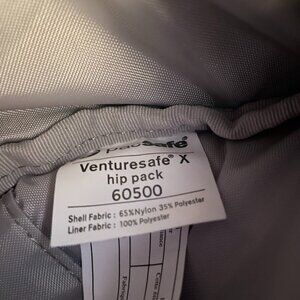 pacsafe®
Venturesafe® X
hip pack
60500
Shell Fabric : 65%Nylon 35% Polyester
Liner Fabric : 100% Polyester